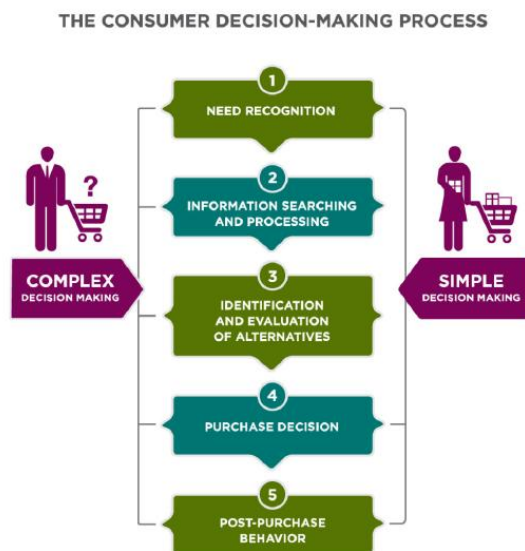 THE CONSUMER DECISION-MAKING PROCESS
1
NEED RECOGNITION
?
2
INFORMATION SEARCHING
AND PROCESSING
COMPLEX
DECISION MAKING
SIMPLE
DECISION MAKING
3
IDENTIFICATION
AND EVALUATION
OF ALTERNATIVES
4
PURCHASE DECISION
5
POST-PURCHASE
BEHAVIOR